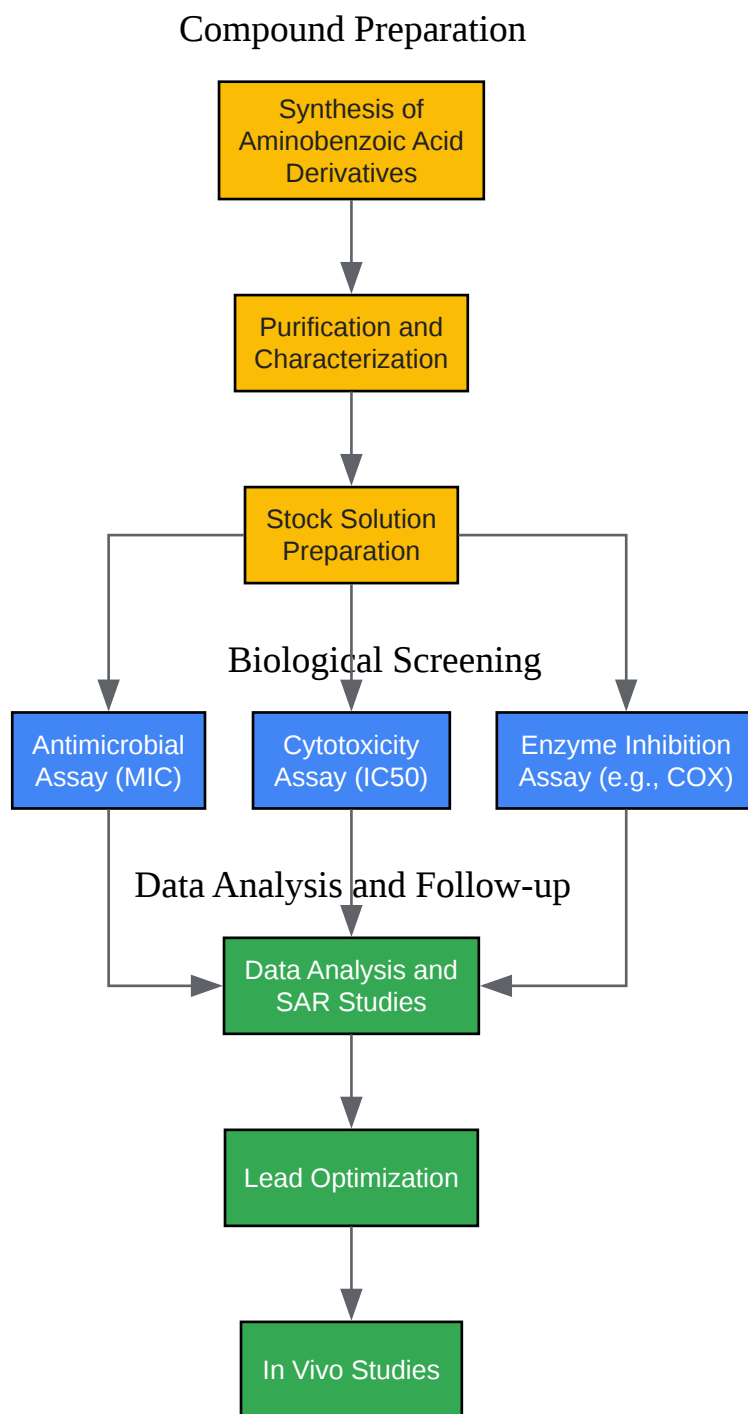 Compound Preparation
Synthesis of
Aminobenzoic Acid
Derivatives
Purification and
Characterization
Stock Solution
Preparation
Biological Screening
Antimicrobial
Assay (MIC)
Cytotoxicity
Assay (IC50)
Enzyme Inhibition
Assay (e.g., COX)
Data Analysis and Follow-up
Data Analysis and
SAR Studies
Lead Optimization
In Vivo Studies